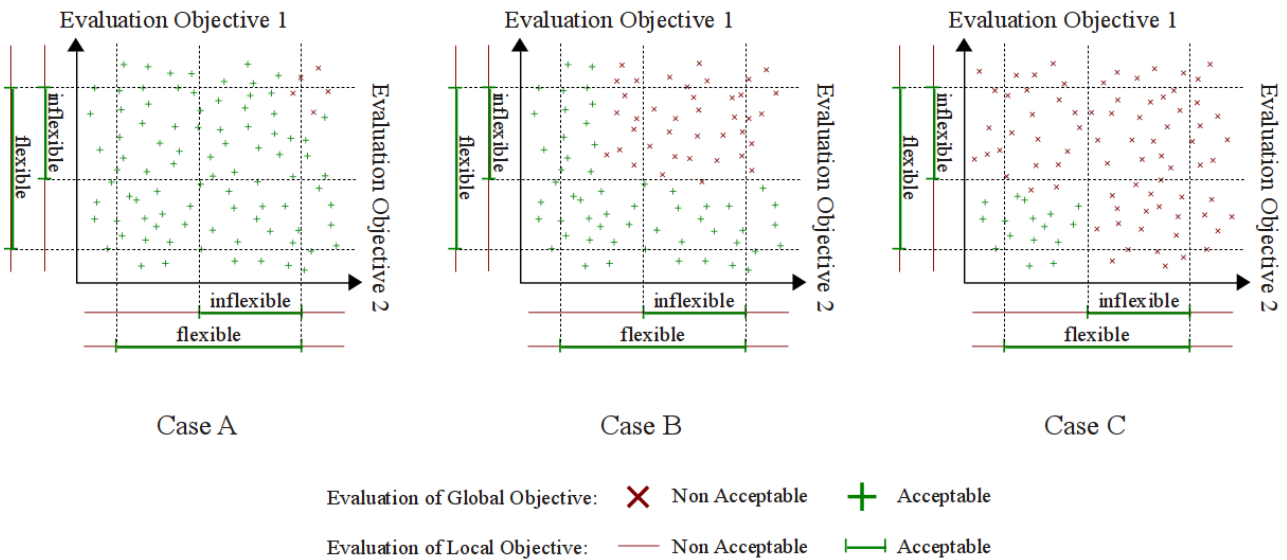 Evaluation Objective 1
Evaluation Objective 1
Evaluation Objective 1
flexible
inflexible
Evaluation Objective 2
flexible
inflexible
Evaluation Objective 2
flexible
inflexible
Evaluation Objective 2
inflexible
inflexible
inflexible
flexible
flexible
flexible
Case A
Case B
Case C
Evaluation of Global Objective: Non Acceptable Acceptable
Evaluation of Local Objective: Non Acceptable Acceptable